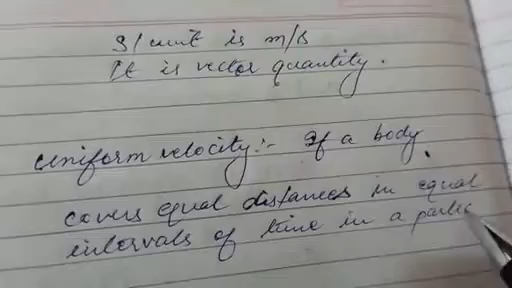 S/unit is m/s
It is vector quantity.
Uniform velocity:- If a body
covers equal distances in equal
intervals of time in a partic